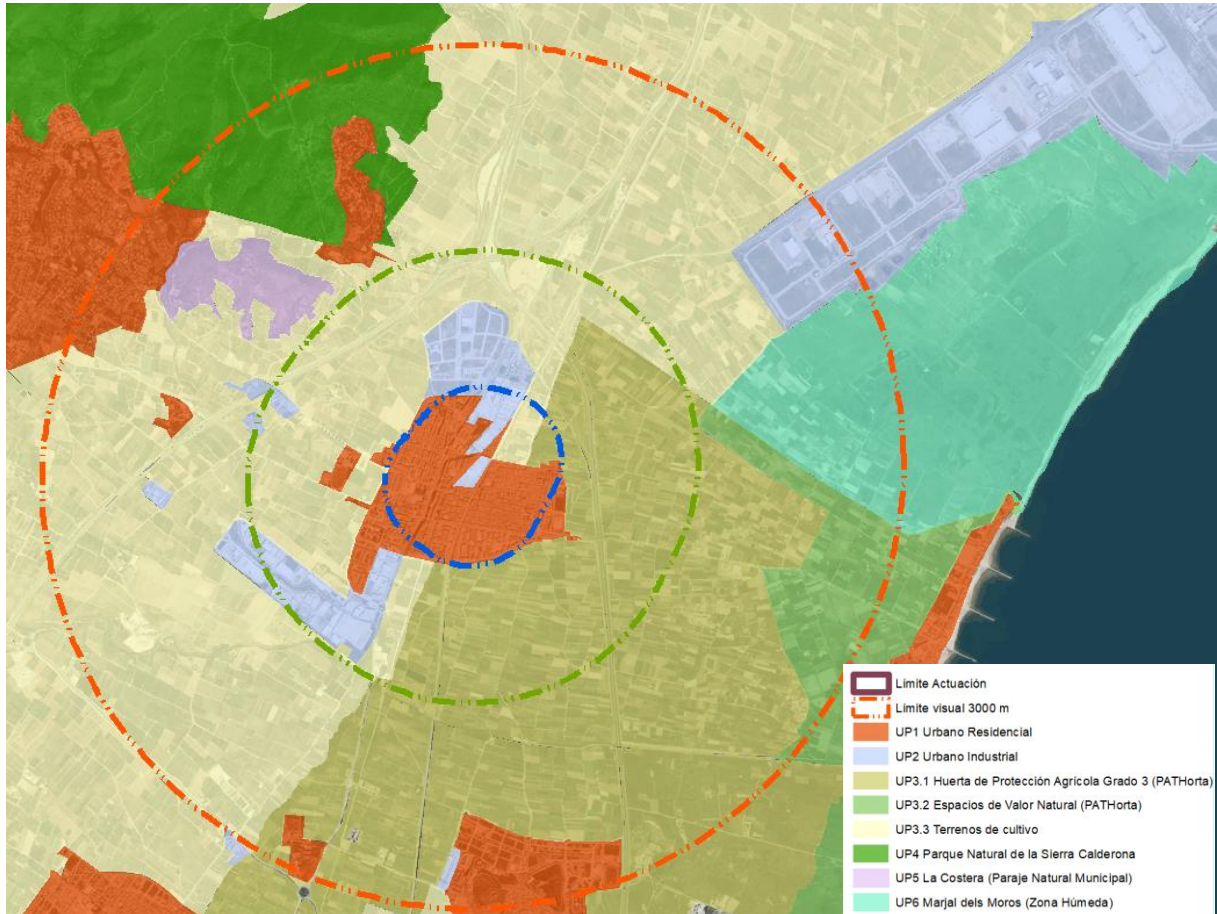 Limite Actuación
Límite visual 3000 m
UP1 Urbano Residencial
UP2 Urbano Industrial
UP3.1 Huerta de Protección Agrícola Grado 3 (PATHorta)
UP3.2 Espacios de Valor Natural (PATHorta)
UP3.3 Terrenos de cultivo
UP4 Parque Natural de la Sierra Calderona
UP5 La Costera (Paraje Natural Municipal)
UP6 Marjal dels Moros (Zona Húmeda)